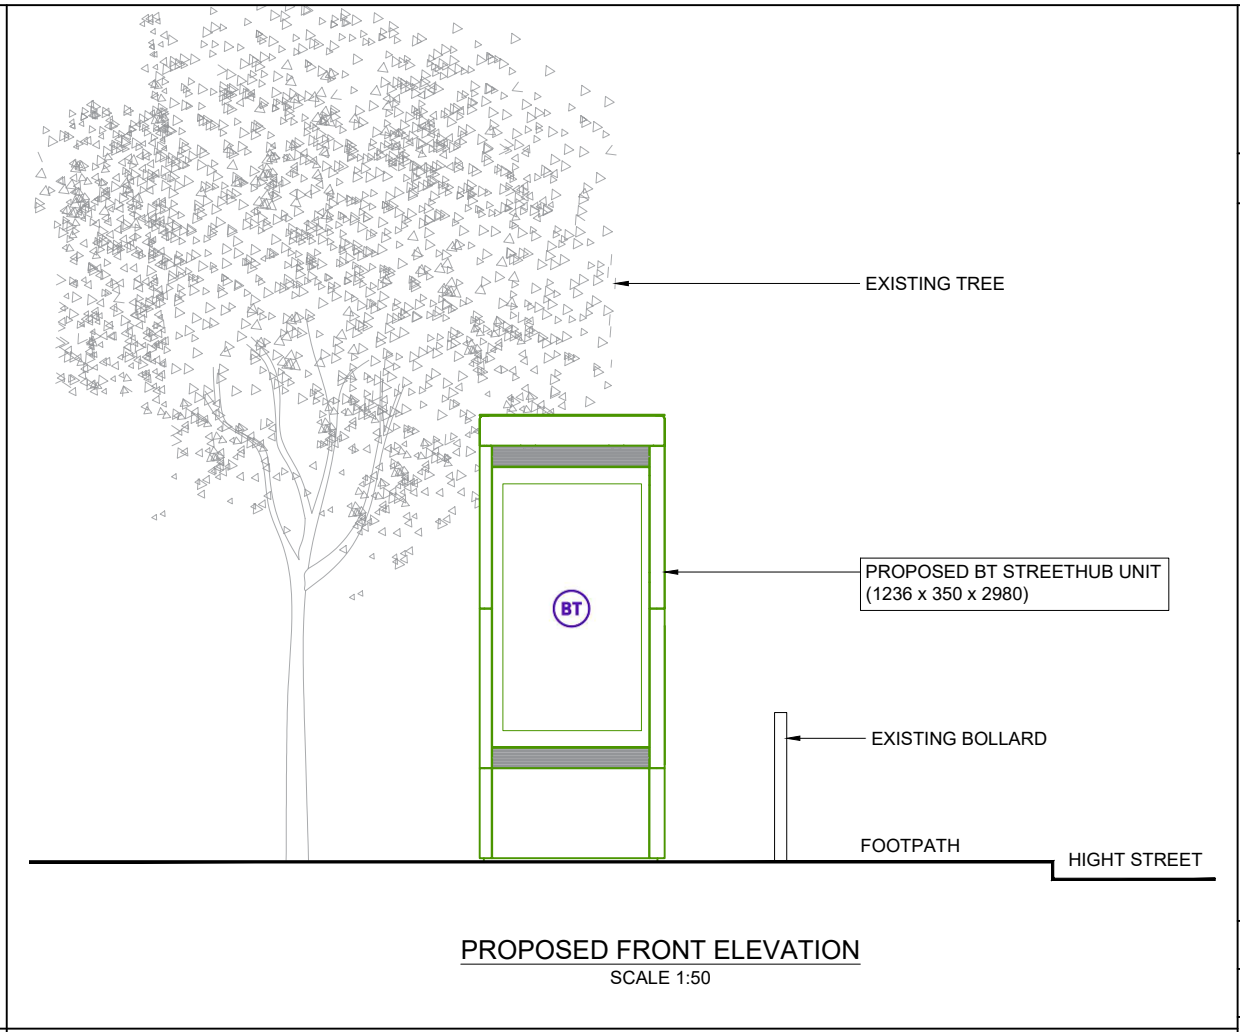 EXISTING TREE
PROPOSED BT STREETHUB UNIT
(1236 x 350 x 2980)
BT
EXISTING BOLLARD
FOOTPATH
HIGHT STREET
PROPOSED FRONT ELEVATION
SCALE 1:50